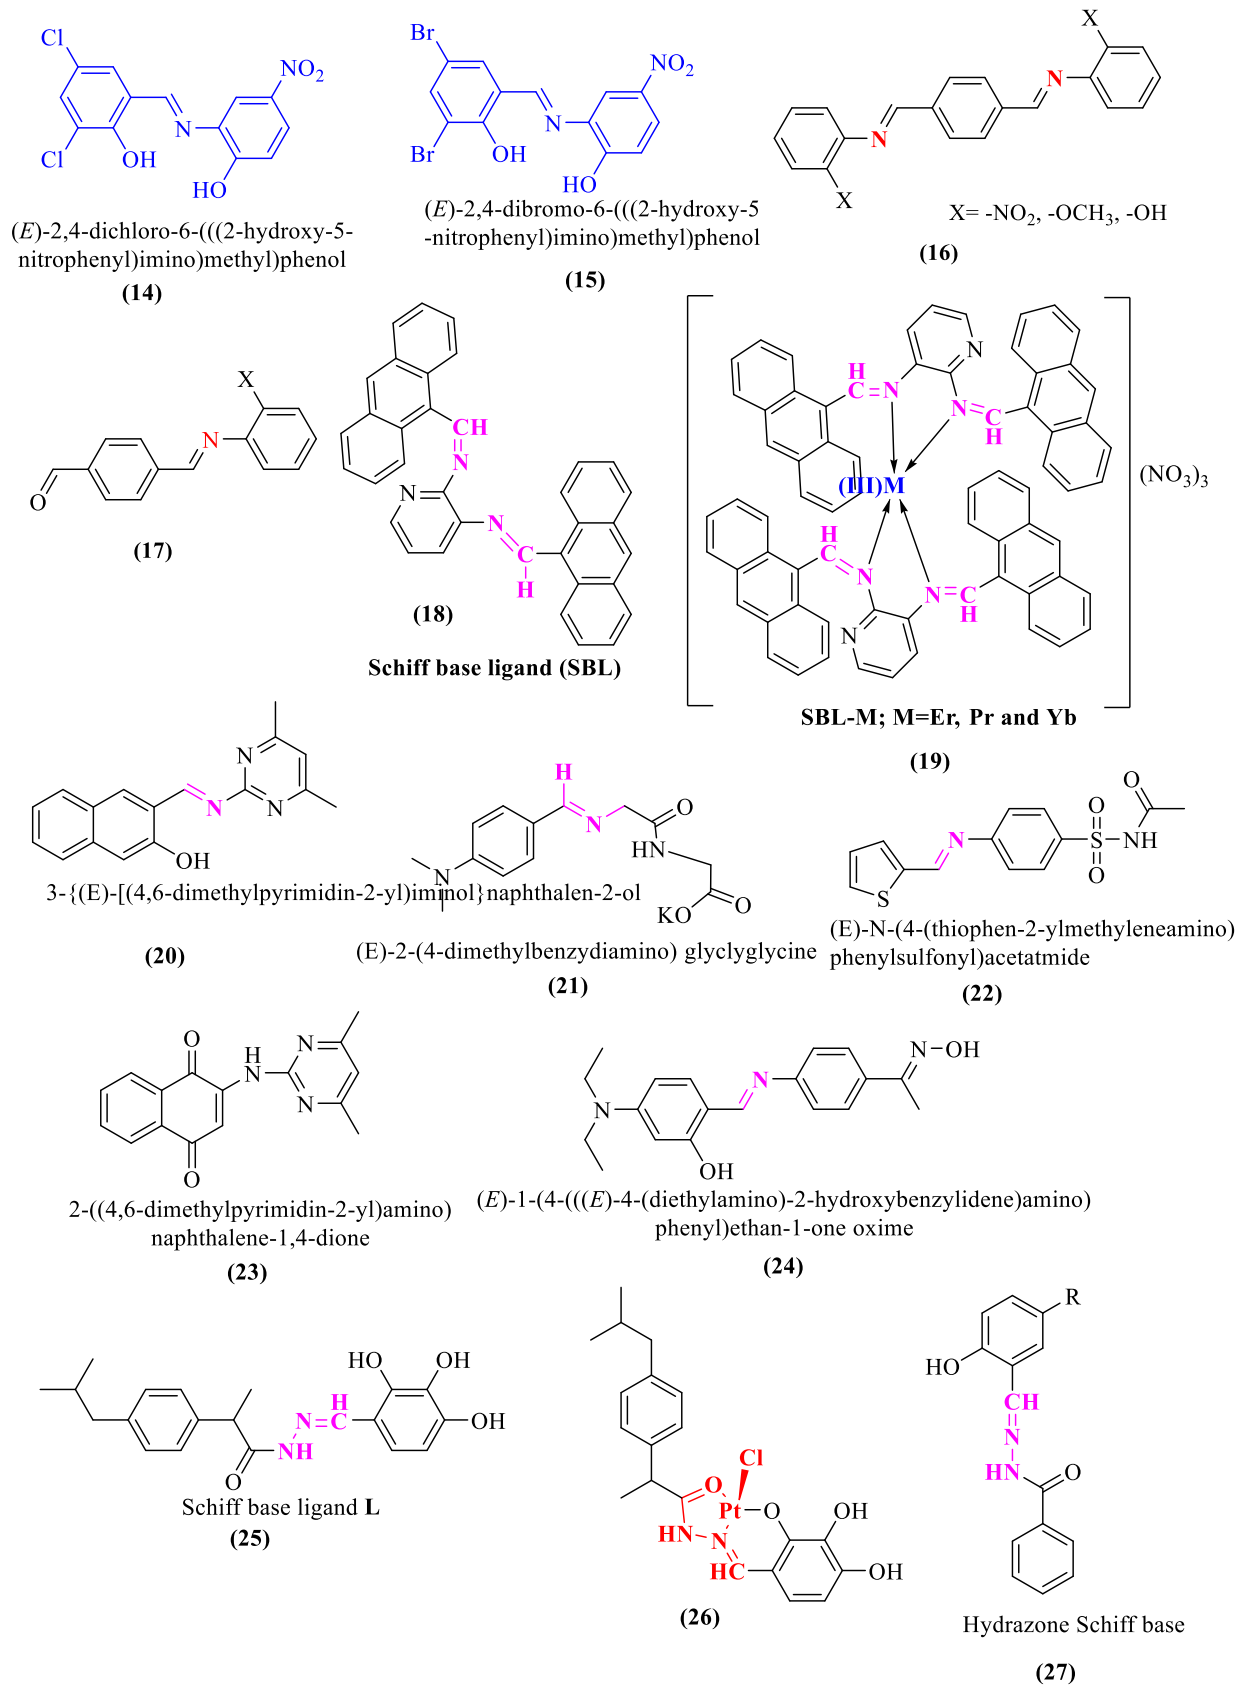 Cl
Cl
OH
N
HO
NO2
(E)-2,4-dichloro-6-(((2-hydroxy-5-
nitrophenyl)imino)methyl)phenol
(14)
Br
Br
OH
N
HO
NO2
(E)-2,4-dibromo-6-(((2-hydroxy-5
-nitrophenyl)imino)methyl)phenol
(15)
X
N
N
X
X= -NO2, -OCH3, -OH
(16)
X
N
O
(17)
CH
N
N
N
C
H
(18)
Schiff base ligand (SBL)
H
C=N
N
N=C
H
(III)M
H
C
N
N=C
H
N
(NO3)3
SBL-M; M=Er, Pr and Yb
(19)
N
N
N
OH
3-{(E)-[(4,6-dimethylpyrimidin-2-yl)iminol}naphthalen-2-ol
(20)
H
N
O
HN
N
KO
O
(E)-2-(4-dimethylbenzydiamino) glyclyglycine
(21)
O
O
S
O
NH
N
S
(E)-N-(4-(thiophen-2-ylmethyleneamino)
phenylsulfonyl)acetatmide
(22)
O
H
N
N
N
O
2-((4,6-dimethylpyrimidin-2-yl)amino)
naphthalene-1,4-dione
(23)
N
OH
N
N-OH
(E)-1-(4-(((E)-4-(diethylamino)-2-hydroxybenzylidene)amino)
phenyl)ethan-1-one oxime
(24)
HO
OH
H
N=C
OH
NH
O
Schiff base ligand L
(25)
Cl
O
Pt
O
OH
HN
N
HC
OH
(26)
R
HO
CH
N
HN
O
Hydrazone Schiff base
(27)